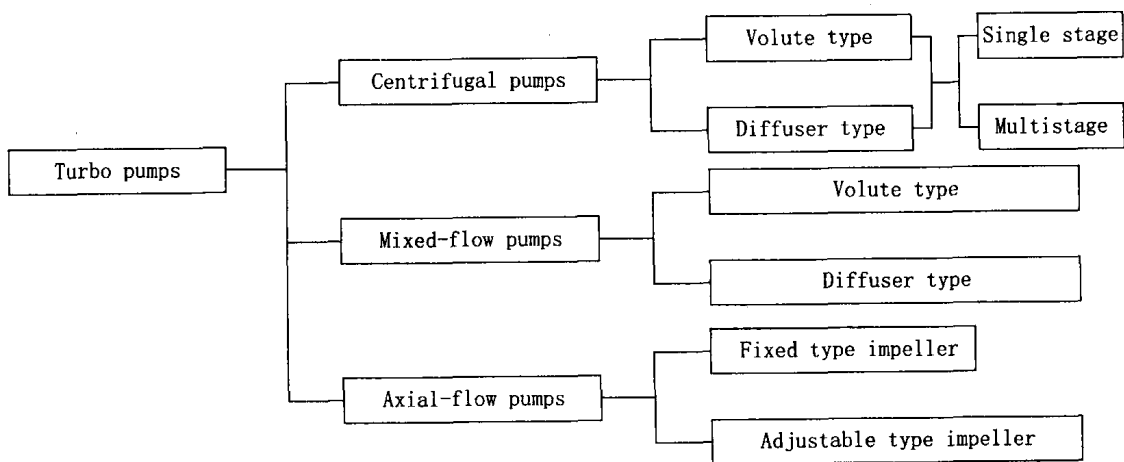 Turbo pumps
Centrifugal pumps
Volute type
Diffuser type
Single stage
Multistage
Mixed-flow pumps
Volute type
Diffuser type
Axial-flow pumps
Fixed type impeller
Adjustable type impeller